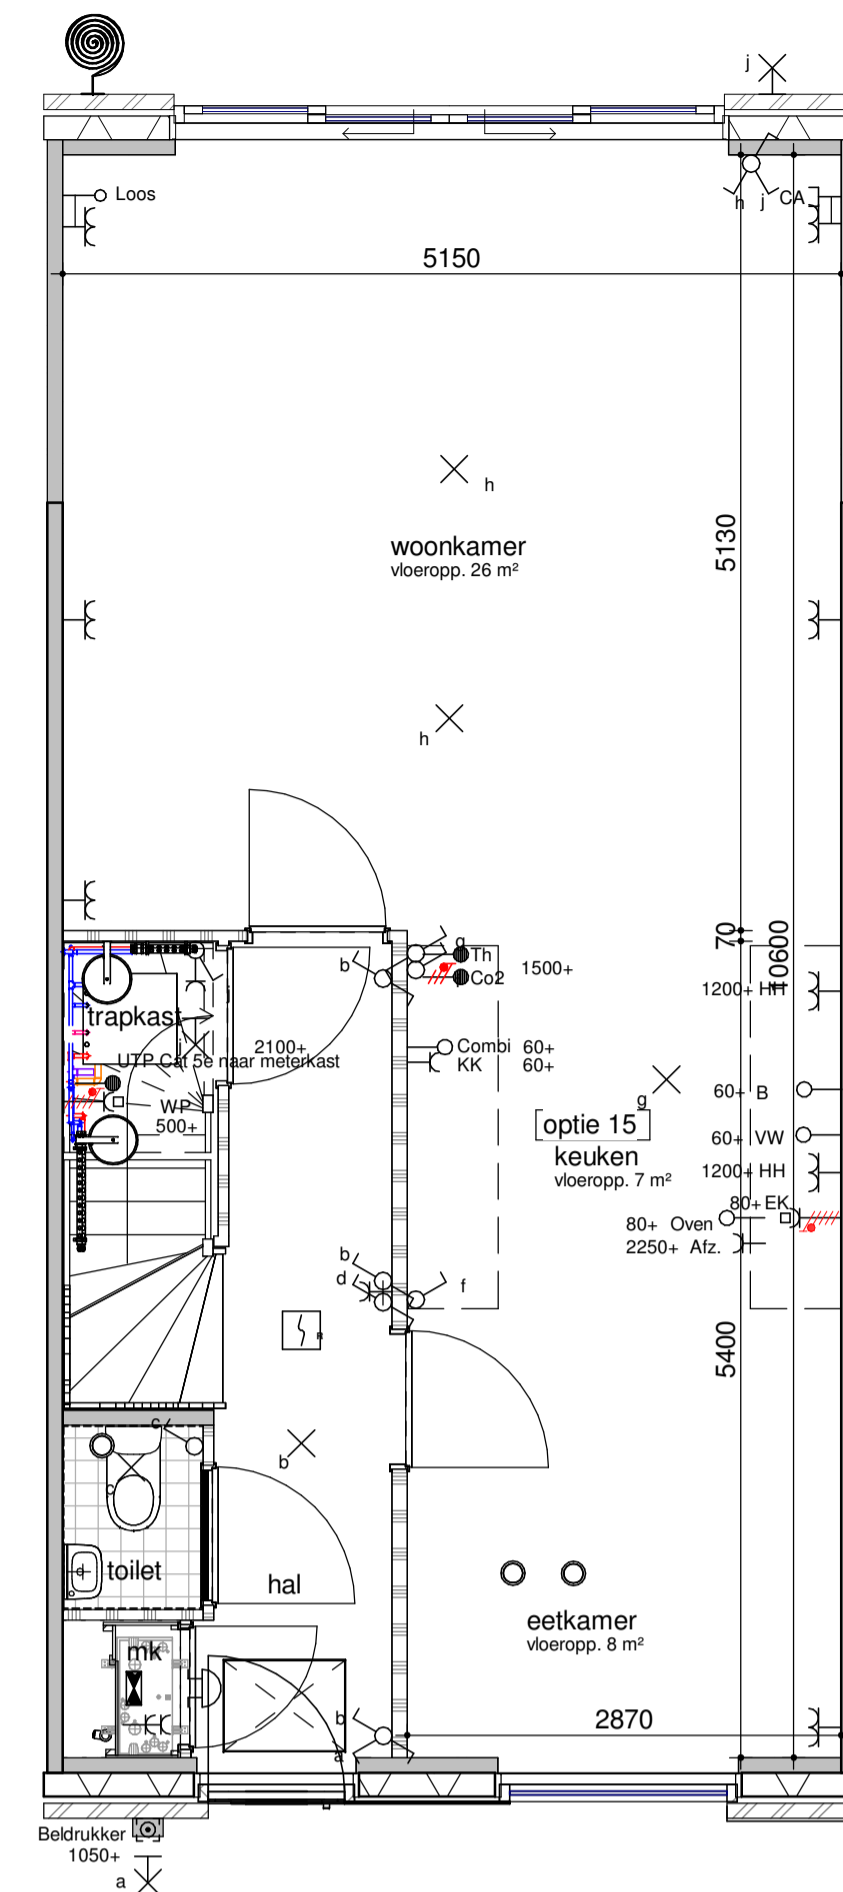 j
Loos
h j CA
5150
h
woonkamer
vloeropp. 26 m²
5130
h
g
b
Th
Co2
1500+
70
10600
1200+ HH
trapkast
2100+
UTP Cat 5e naar meterkast
Combi 60+
KK 60+
WP
500+
g
60+ B
optie 15
keuken
vloeropp. 7 m²
60+ VW
1200+ HH
80+ EK
80+ Oven
2250+ Afz.
b
d
f
5400
R
c
b
toilet
hal
eetkamer
vloeropp. 8 m²
mk
b
2870
a
Beldrukker
1050+
a